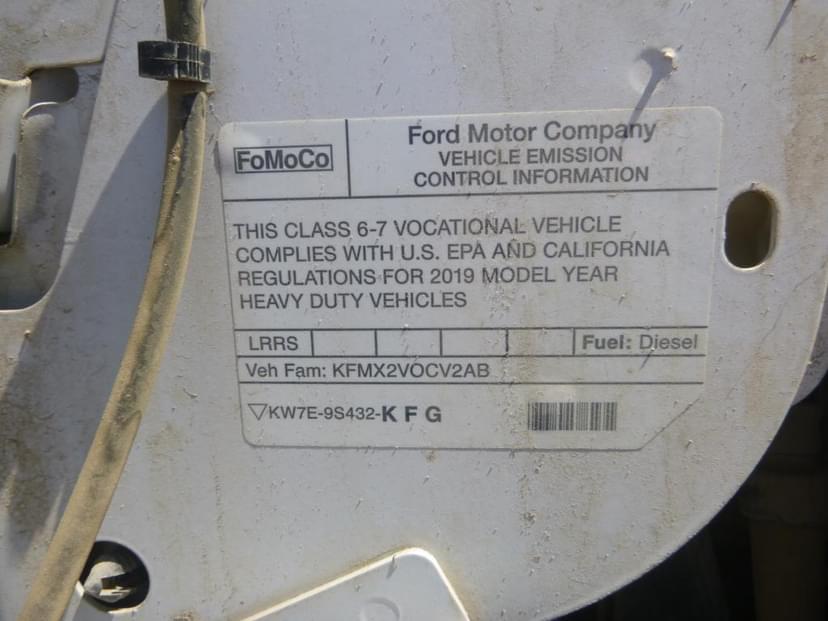 FoMoCo
Ford Motor Company
VEHICLE EMISSION
CONTROL INFORMATION
THIS CLASS 6-7 VOCATIONAL VEHICLE
COMPLIES WITH U.S. EPA AND CALIFORNIA
REGULATIONS FOR 2019 MODEL YEAR
HEAVY DUTY VEHICLES
LRRS Fuel: Diesel
Veh Fam: KFMX2VOCV2AB
▽KW7E-9S432-K F G